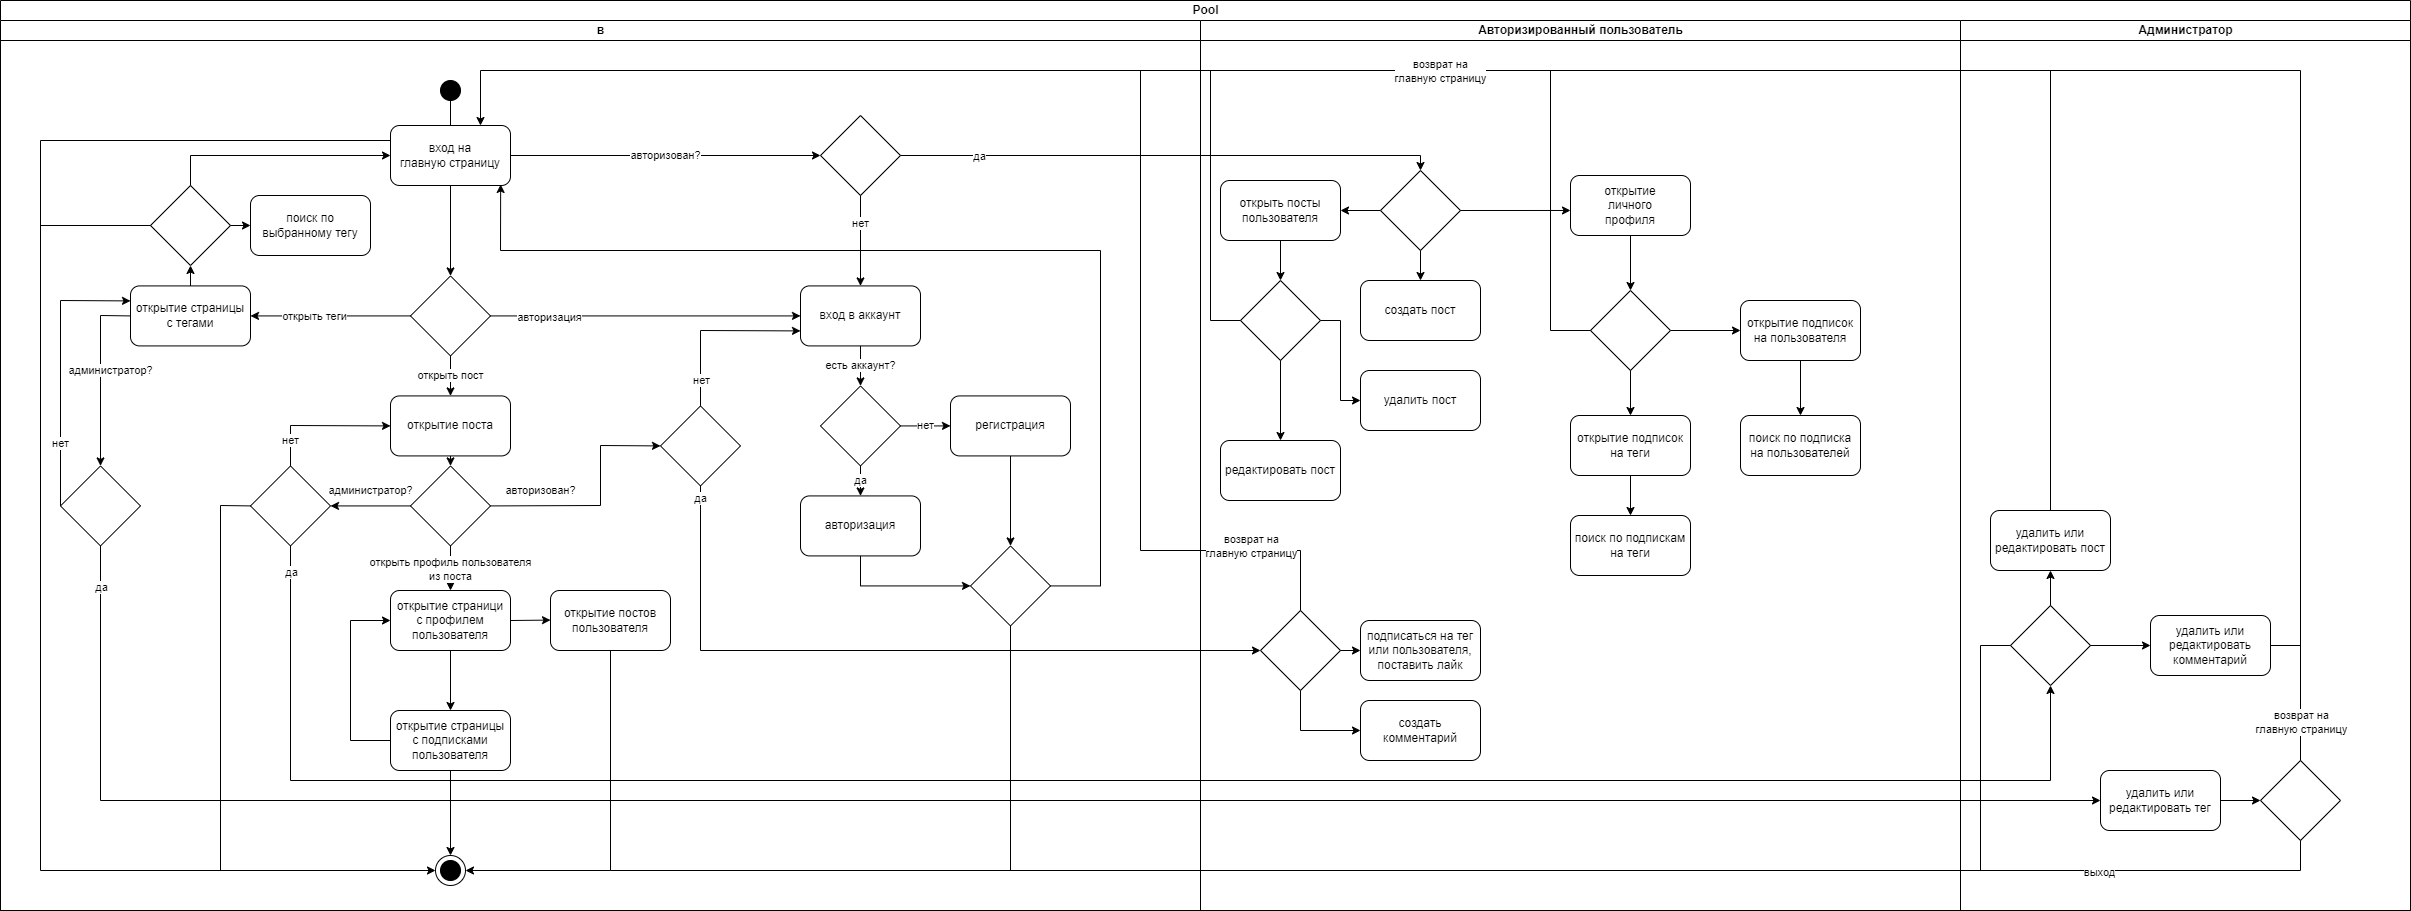 Pool
в
Авторизированный пользователь
Администратор
возврат на
главную страницу
вход на
главную страницу
авторизован?
да
нет
поиск по
выбранному тегу
открыть посты
пользователя
открытие
личного
профиля
открытие страницы
с тегами
открыть теги
авторизация
вход в аккаунт
создать пост
открытие подписок
на пользователя
администратор?
открыть пост
есть аккаунт?
нет
удалить пост
открытие поста
нет
регистрация
нет
нет
открытие подписок
на теги
поиск по подписка
на пользователей
редактировать пост
администратор?
авторизован?
да
да
авторизация
удалить или
редактировать пост
поиск по подпискам
на теги
возврат на
главную страницу
открыть профиль пользователя
из поста
да
да
открытие страници
с профилем
пользователя
открытие постов
пользователя
подписаться на тег
или пользователя,
поставить лайк
удалить или
редактировать
комментарий
открытие страницы
с подписками
пользователя
создать
комментарий
возврат на
главную страницу
удалить или
редактировать тег
выход